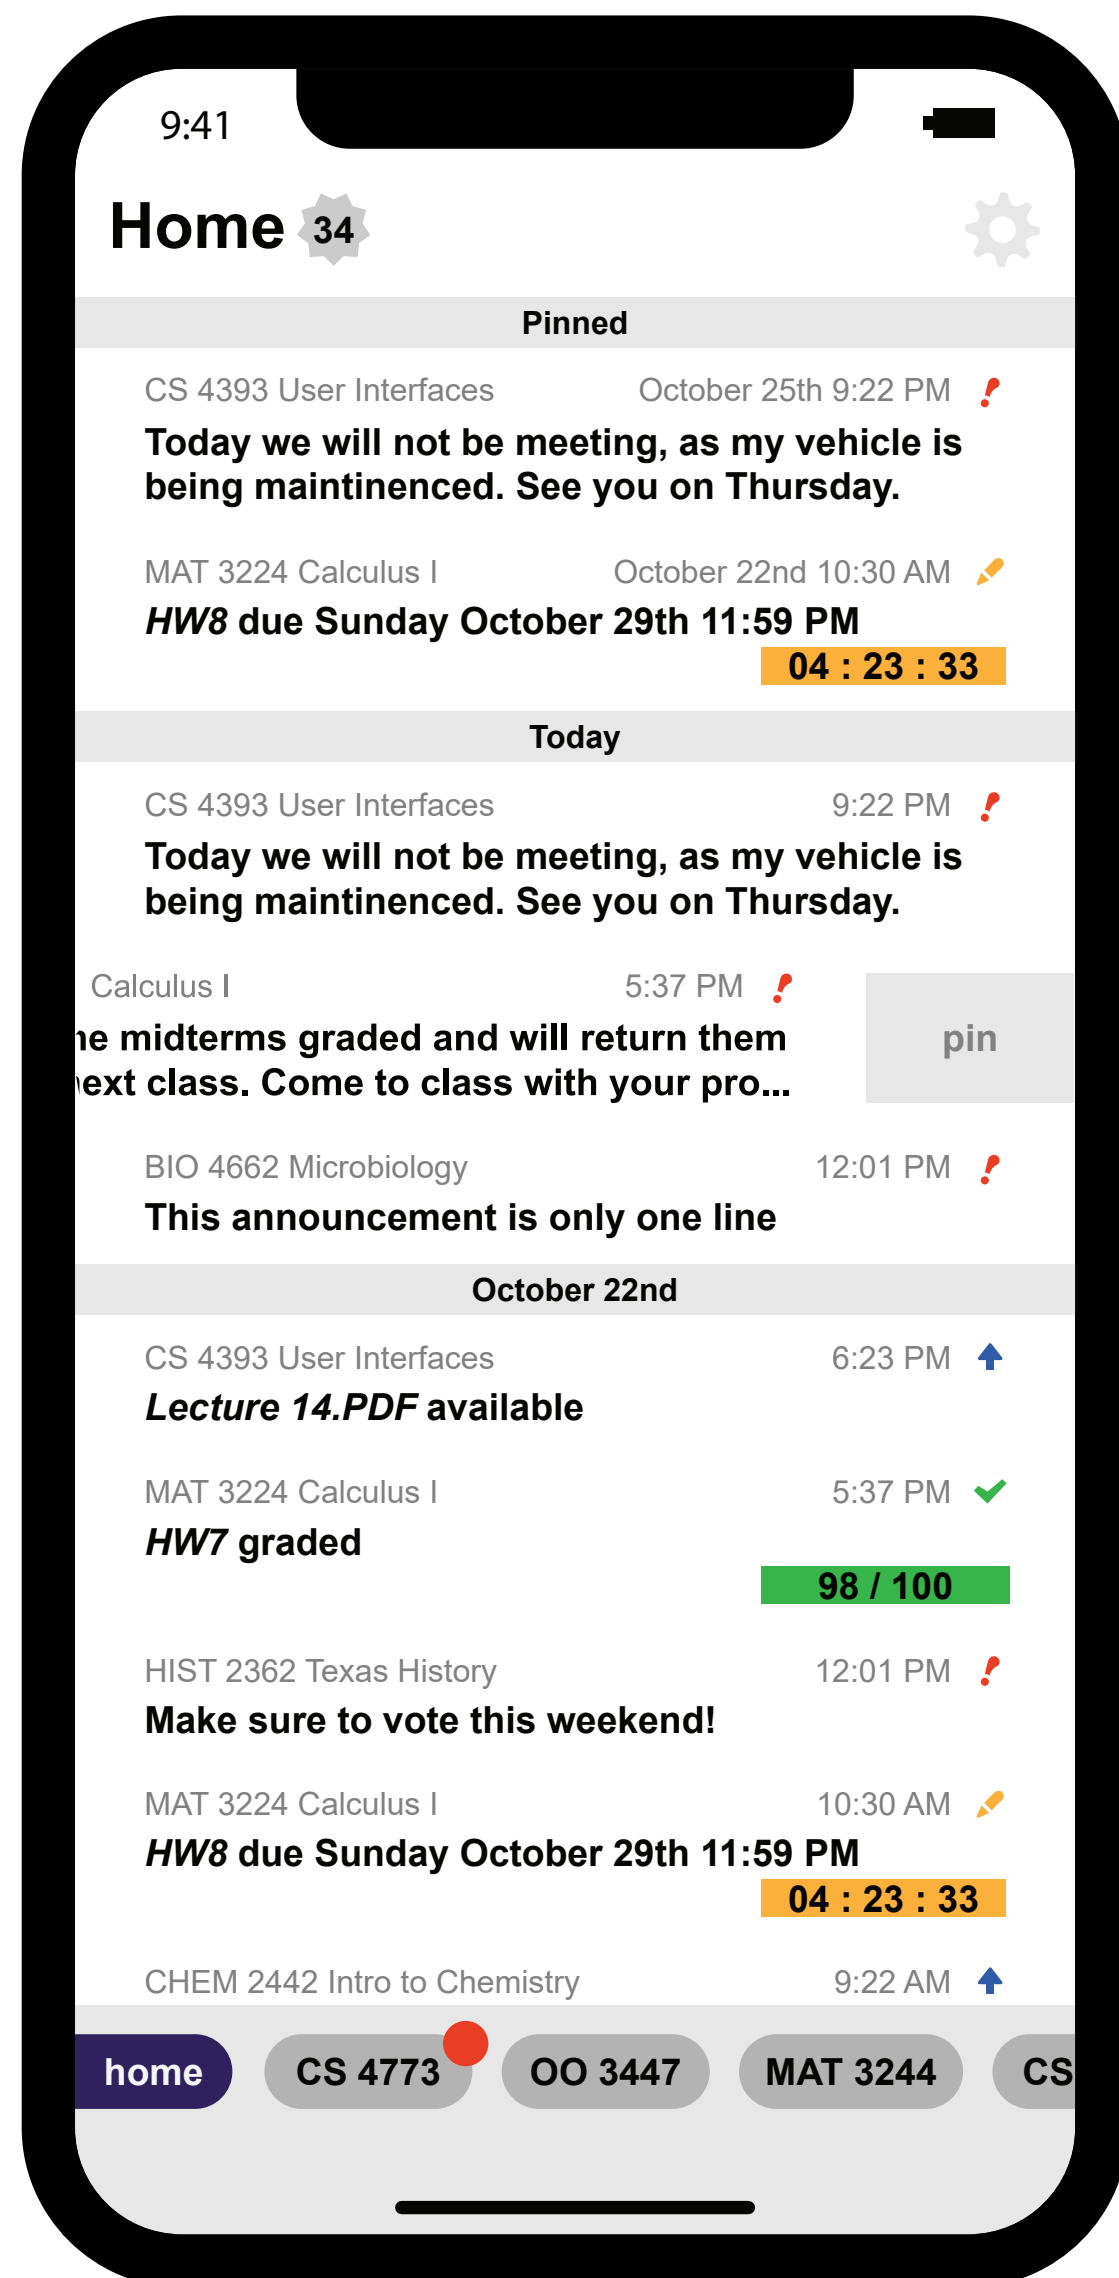 9:41
Home 34
Pinned
CS 4393 User Interfaces October 25th 9:22 PM
Today we will not be meeting, as my vehicle is
being maintinenced. See you on Thursday.
MAT 3224 Calculus I October 22nd 10:30 AM
HW8 due Sunday October 29th 11:59 PM
04 : 23 : 33
Today
CS 4393 User Interfaces 9:22 PM
Today we will not be meeting, as my vehicle is
being maintinenced. See you on Thursday.
Calculus I 5:37 PM
midterms graded and will return them
pin
class. Come to class with your pro...
BIO 4662 Microbiology 12:01 PM
This announcement is only one line
October 22nd
CS 4393 User Interfaces 6:23 PM
Lecture 14.PDF available
MAT 3224 Calculus I 5:37 PM
HW7 graded
98 / 100
HIST 2362 Texas History 12:01 PM
Make sure to vote this weekend!
MAT 3224 Calculus I 10:30 AM
HW8 due Sunday October 29th 11:59 PM
04 : 23 : 33
CHEM 2442 Intro to Chemistry 9:22 AM
home CS 4773 OO 3447 MAT 3244 CS